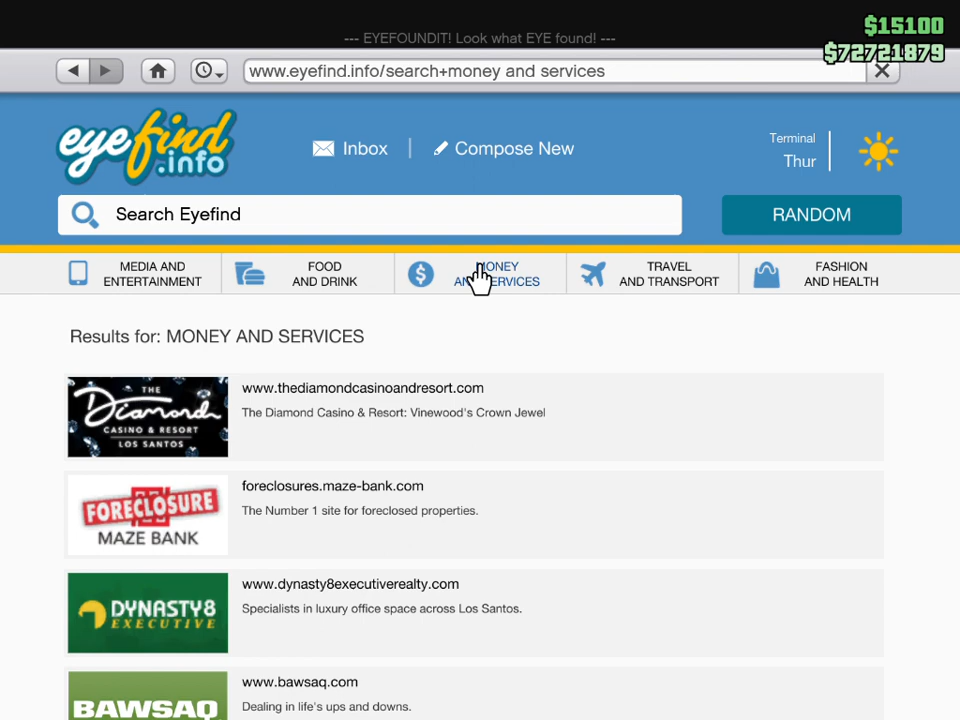 $15100
--- EYEFOUNDIT! Look what EYE found! ---
$72721879
www.eyefind.info/search+money and services
eyefind
.info
Inbox
Compose New
Terminal
Thur
Search Eyefind
RANDOM
MEDIA AND
ENTERTAINMENT
FOOD
AND DRINK
MONEY
AND SERVICES
TRAVEL
AND TRANSPORT
FASHION
AND HEALTH
Results for: MONEY AND SERVICES
THE
Diamond
CASINO & RESORT
LOS SANTOS
www.thediamondcasinoandresort.com
The Diamond Casino & Resort: Vinewood's Crown Jewel
FORECLOSURE
MAZE BANK
foreclosures.maze-bank.com
The Number 1 site for foreclosed properties.
DYNASTY8
EXECUTIVE
www.dynasty8executiverealty.com
Specialists in luxury office space across Los Santos.
BAWSAQ
www.bawsaq.com
Dealing in life's ups and downs.